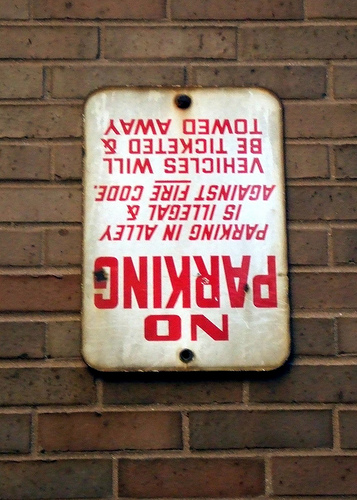 NO
PARKING
PARKING IN ALLEY
IS ILLEGAL &
AGAINST FIRE CODE.
VEHICLES WILL
BE TICKETED &
TOWED AWAY